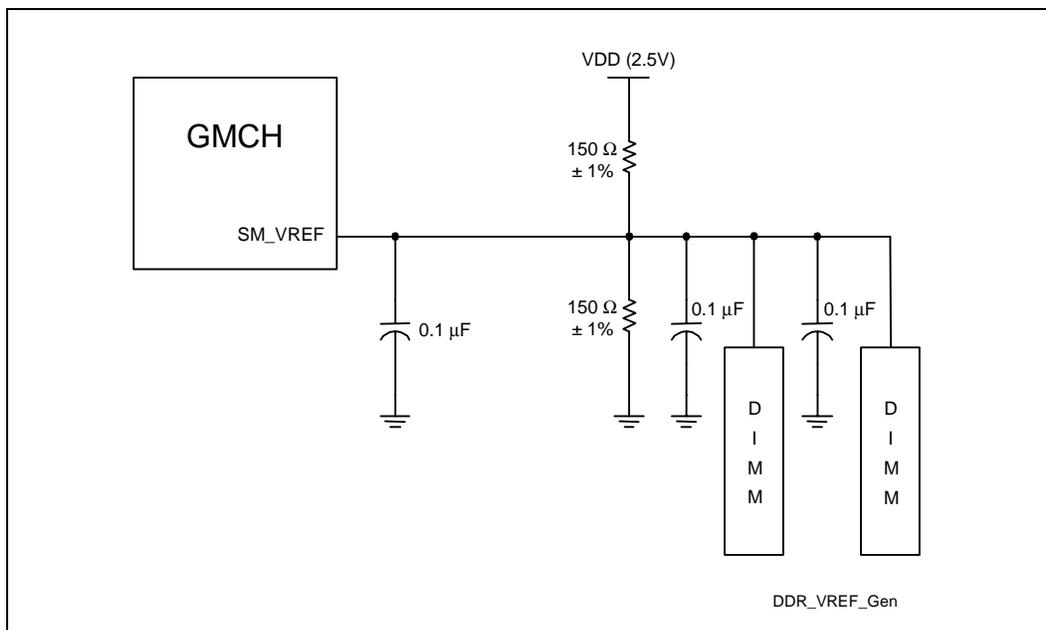 VDD (2.5V)
GMCH
150 Ω
± 1%
SM_VREF
0.1 μF
150 Ω
± 1%
0.1 μF
0.1 μF
D
I
M
M
D
I
M
M
DDR_VREF_Gen